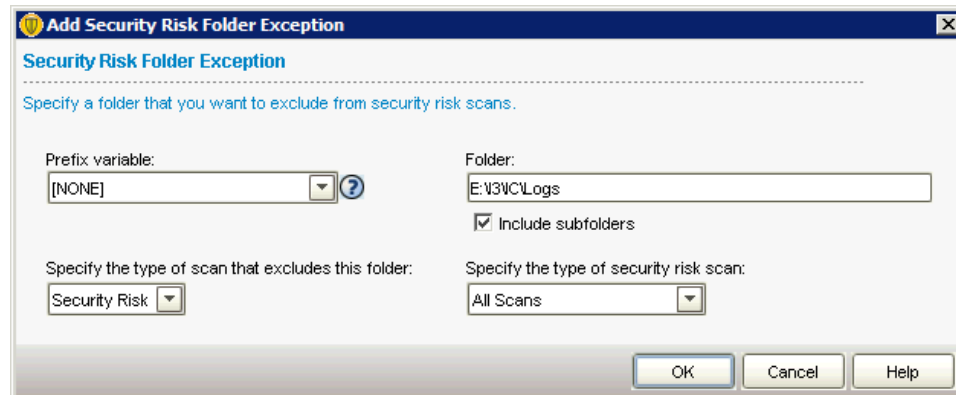 Add Security Risk Folder Exception
Security Risk Folder Exception
Specify a folder that you want to exclude from security risk scans.
Prefix variable:
[NONE]
Folder:
E:\I3\IC\Logs
Include subfolders
Specify the type of scan that excludes this folder:
Security Risk
Specify the type of security risk scan:
All Scans
OK
Cancel
Help